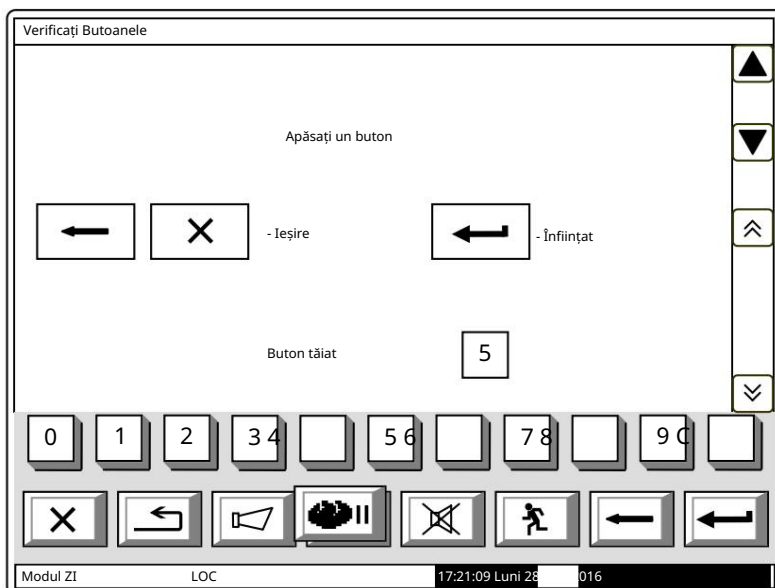 Verificați Butoanele
Apăsați un buton
- Ieșire
- Înființat
Buton tăiat 5
0 1 2 3 4 5 6 7 8 9 C
Modul ZI LOC 17:21:09 Luni 28 016